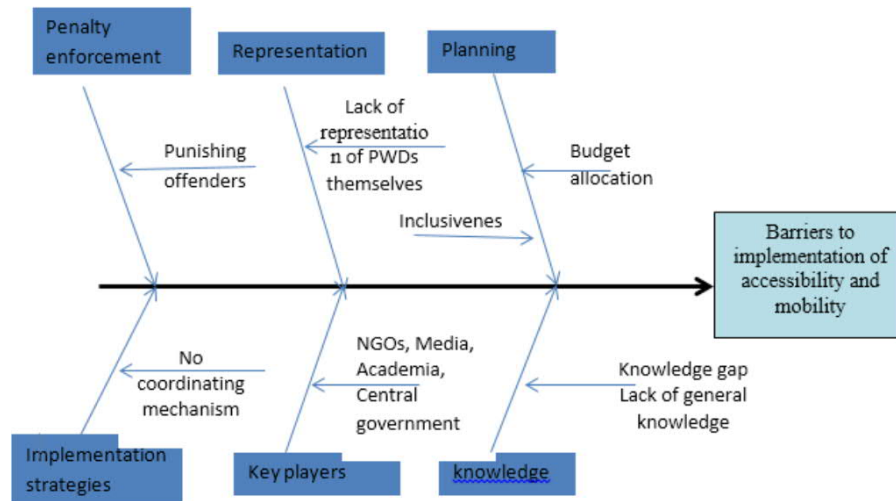 Penalty
enforcement
Representation
Planning
Punishing
offenders
Lack of
representatio
n of PWDs
themselves
Budget
allocation
Inclusivenes
Barriers to
implementation of
accessibility and
mobility
No
coordinating
mechanism
NGOs, Media,
Academia,
Central
government
Knowledge gap
Lack of general
knowledge
Implementation
strategies
Key players
knowledge